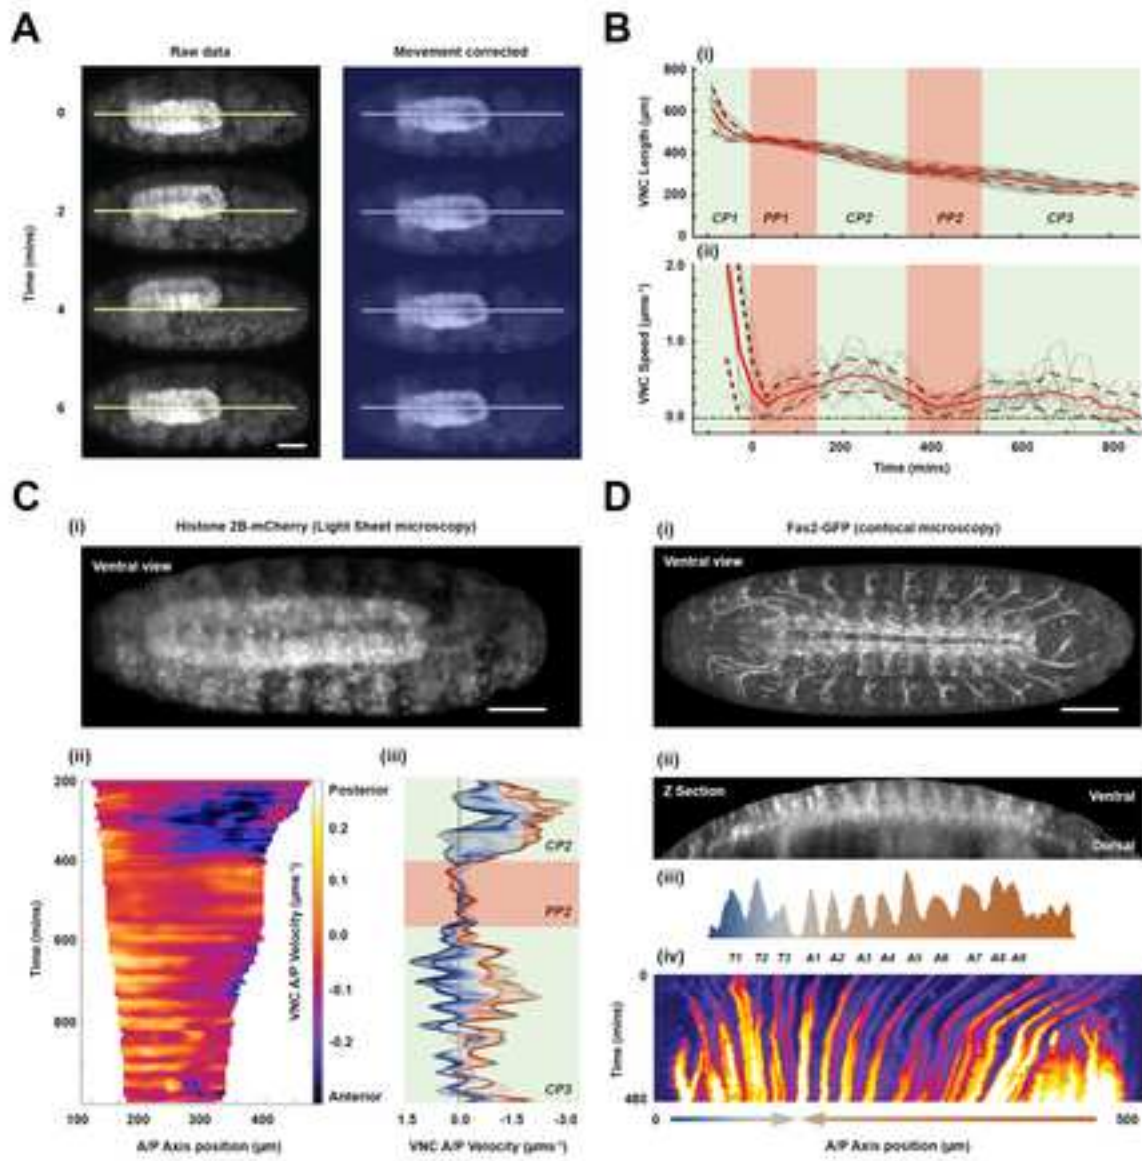 A
Raw data
Movement corrected
Time (mins)
0
2
4
6
B
(i)
VNC Length (µm)
800
600
400
200
0
CP1
PP1
CP2
PP2
CP3
(ii)
VNC Speed (µms⁻¹)
2.0
1.0
0.0
0
200
400
600
800
Time (mins)
C
(i)
Histone 2B-mCherry (Light Sheet microscopy)
Ventral view
(ii)
Time (mins)
200
400
600
800
100
200
300
400
A/P Axis position (µm)
Posterior
0.2
0.1
0.0
-0.1
-0.2
Anterior
VNC A/P Velocity (µms⁻¹)
(iii)
CP2
PP2
CP3
1.5
0.0
-1.5
-3.0
VNC A/P Velocity (µms⁻¹)
D
(i)
Fas2-GFP (confocal microscopy)
Ventral view
(ii)
Z Section
Ventral
Dorsal
(iii)
T1 T2 T3 A1 A2 A3 A4 A5 A6 A7 A8
(iv)
Time (mins)
0
480
0
500
A/P Axis position (µm)